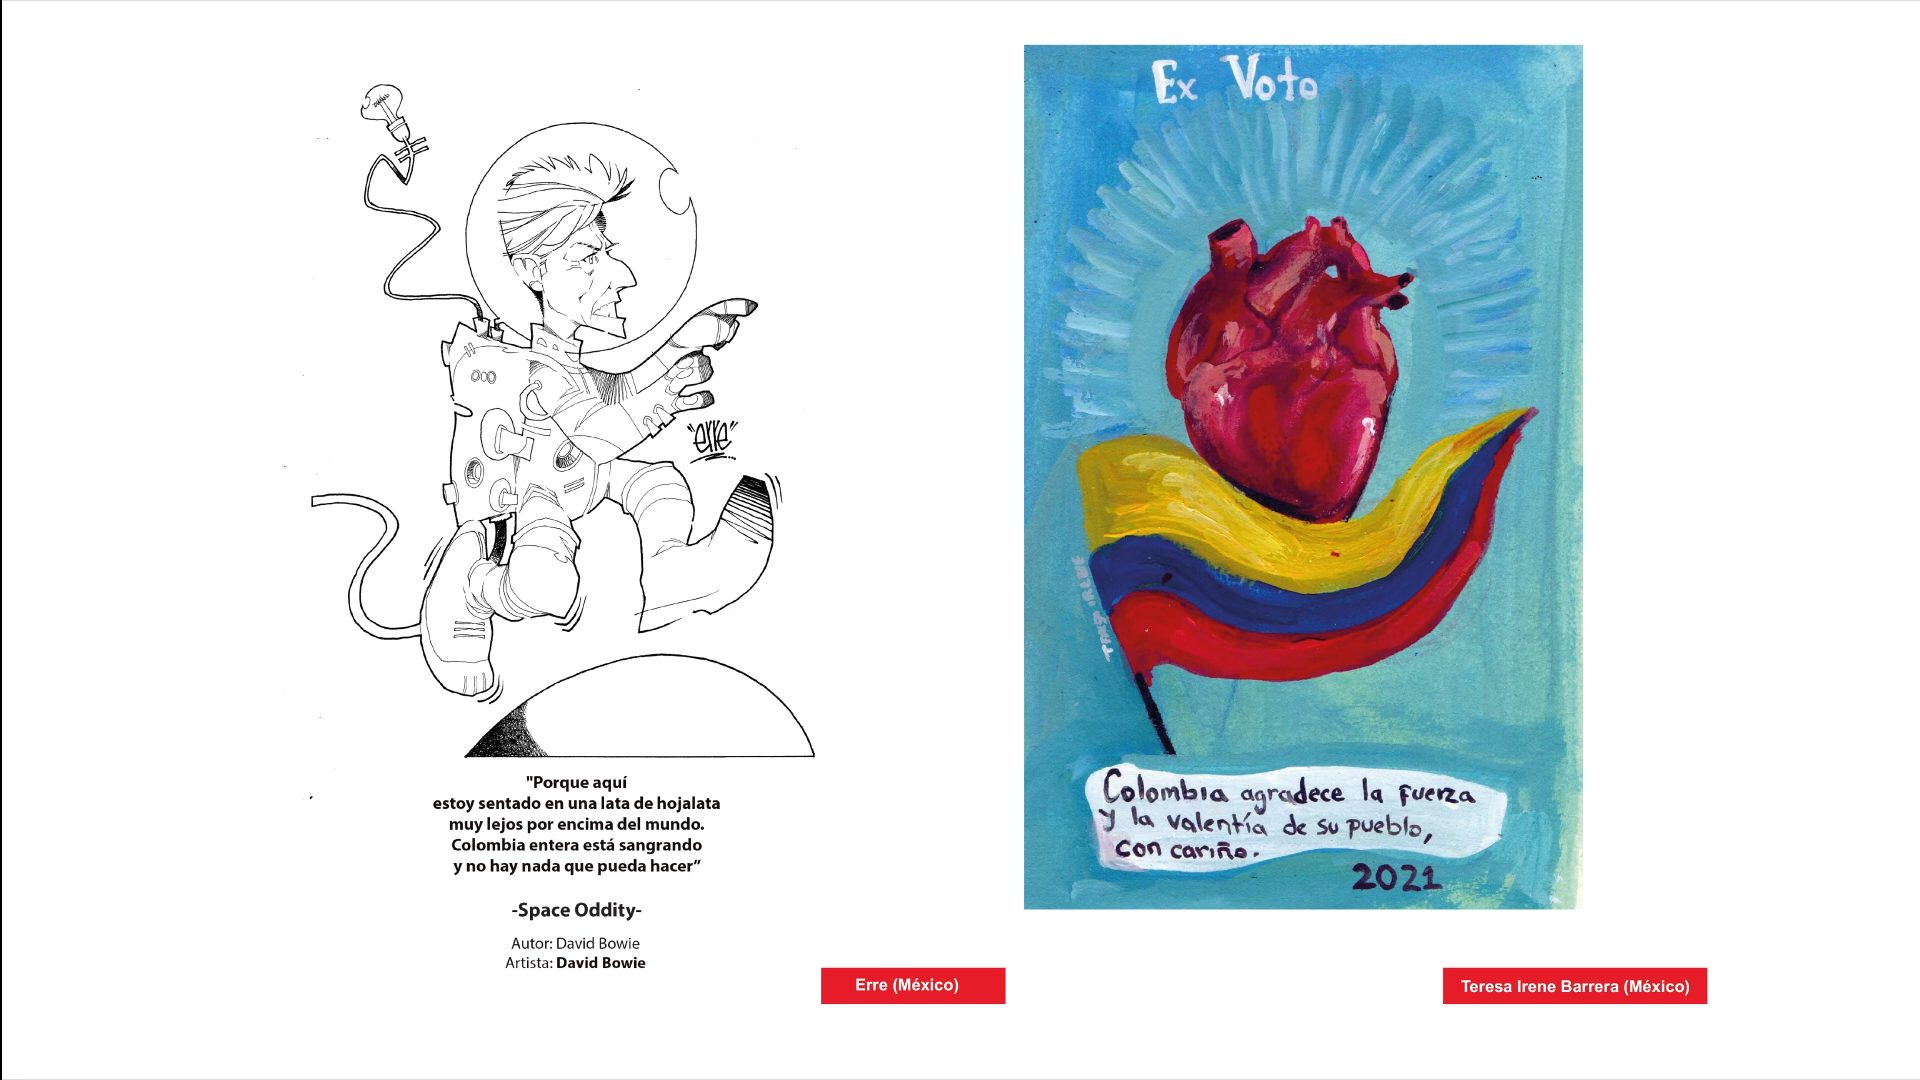 "erre"
"Porque aquí
estoy sentado en una lata de hojalata
muy lejos por encima del mundo.
Colombia entera está sangrando
y no hay nada que pueda hacer”
-Space Oddity-
Autor: David Bowie
Artista: David Bowie
Erre (México)
Ex Voto
TERE IRENE
Colombia agradece la fuerza
y la valentía de su pueblo,
con cariño.
2021
Teresa Irene Barrera (México)